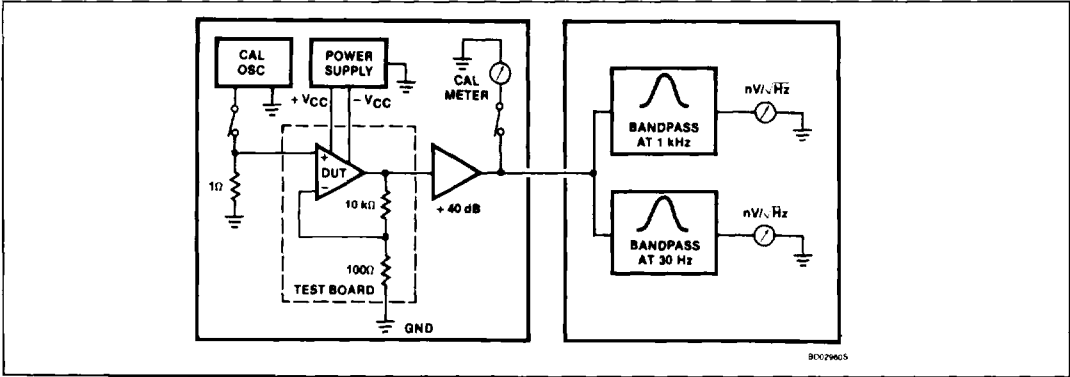 CAL
OSC
POWER
SUPPLY
+ VCC
– VCC
CAL
METER
1Ω
+
DUT
–
10 kΩ
100Ω
TEST BOARD
GND
+ 40 dB
BANDPASS
AT 1 kHz
nV/√Hz
BANDPASS
AT 30 Hz
nV/√Hz
BD02960S